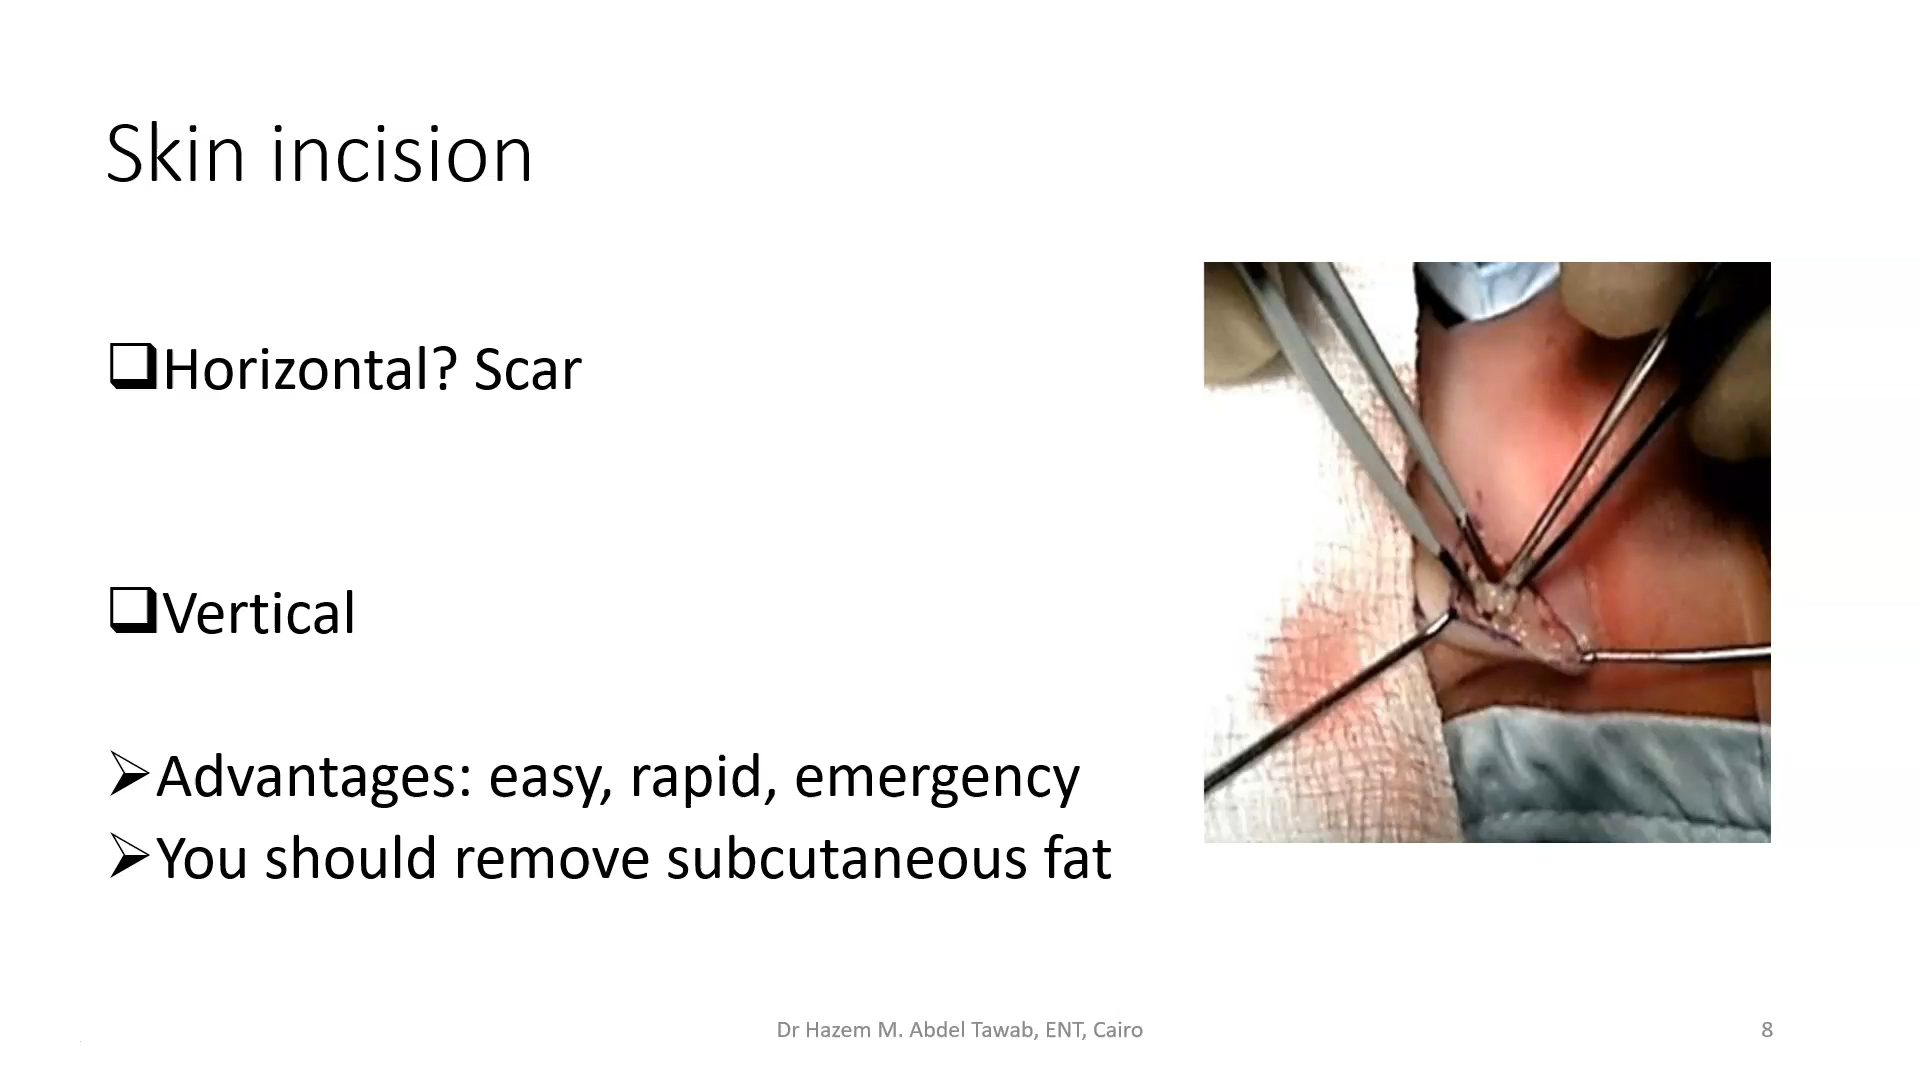 Skin incision
❑Horizontal? Scar
❑Vertical
➢Advantages: easy, rapid, emergency
➢You should remove subcutaneous fat
Dr Hazem M. Abdel Tawab, ENT, Cairo
8